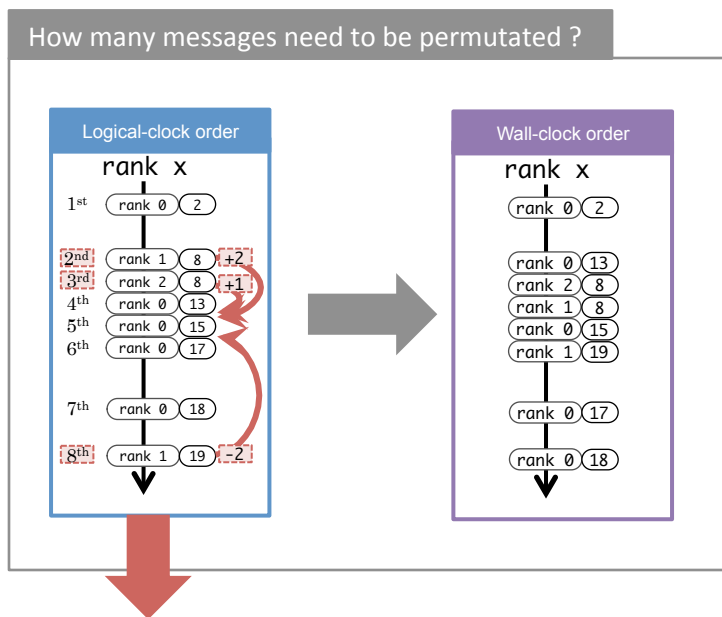 How many messages need to be permutated ?
Logical-clock order
rank x
1st rank 0 2
2nd rank 1 8 +2
3rd rank 2 8 +1
4th rank 0 13
5th rank 0 15
6th rank 0 17
7th rank 0 18
8th rank 1 19 -2
Wall-clock order
rank x
rank 0 2
rank 0 13
rank 2 8
rank 1 8
rank 0 15
rank 1 19
rank 0 17
rank 0 18